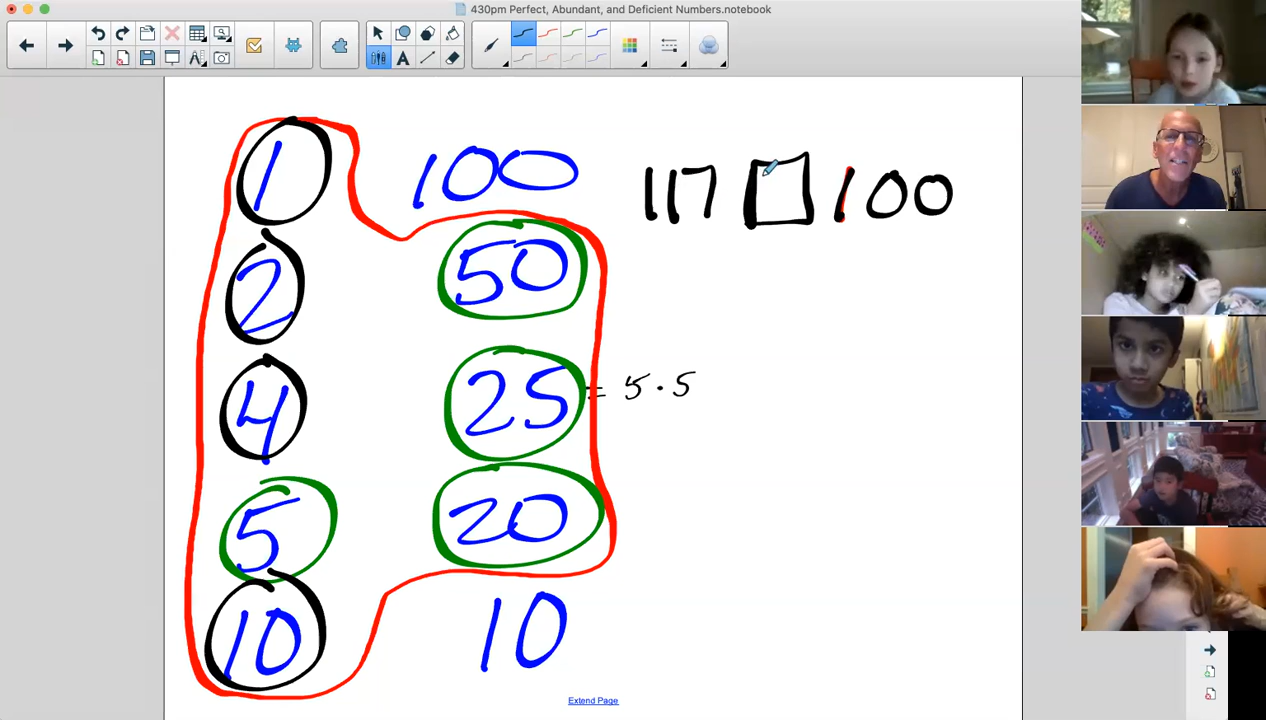 430pm Perfect, Abundant, and Deficient Numbers.notebook
1 100 117 □ 100
2 50
4 25 = 5 · 5
5 20
10 10
Extend Page